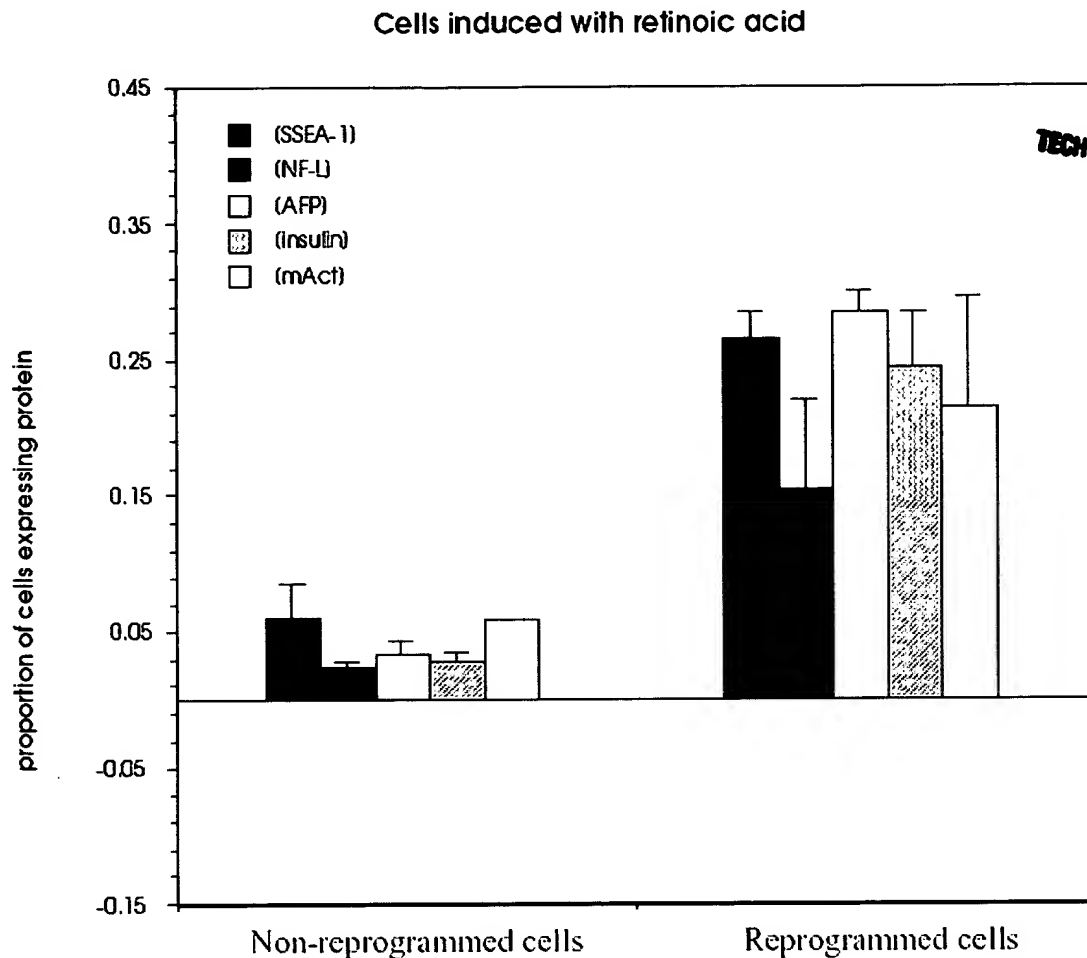 Cells induced with retinoic acid
TECH
0.45
0.35
0.25
0.15
0.05
-0.05
-0.15
(SSEA-1)
(NF-L)
(AFP)
(insulin)
(mAct)
proportion of cells expressing protein
Non-reprogrammed cells
Reprogrammed cells